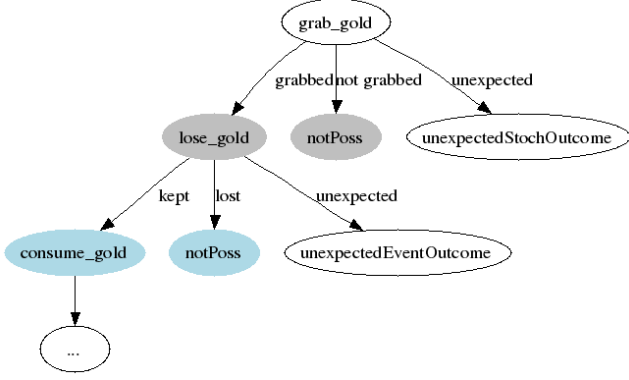 grab_gold
grabbed not grabbed unexpected
lose_gold notPoss unexpectedStochOutcome
kept lost unexpected
consume_gold notPoss unexpectedEventOutcome
...